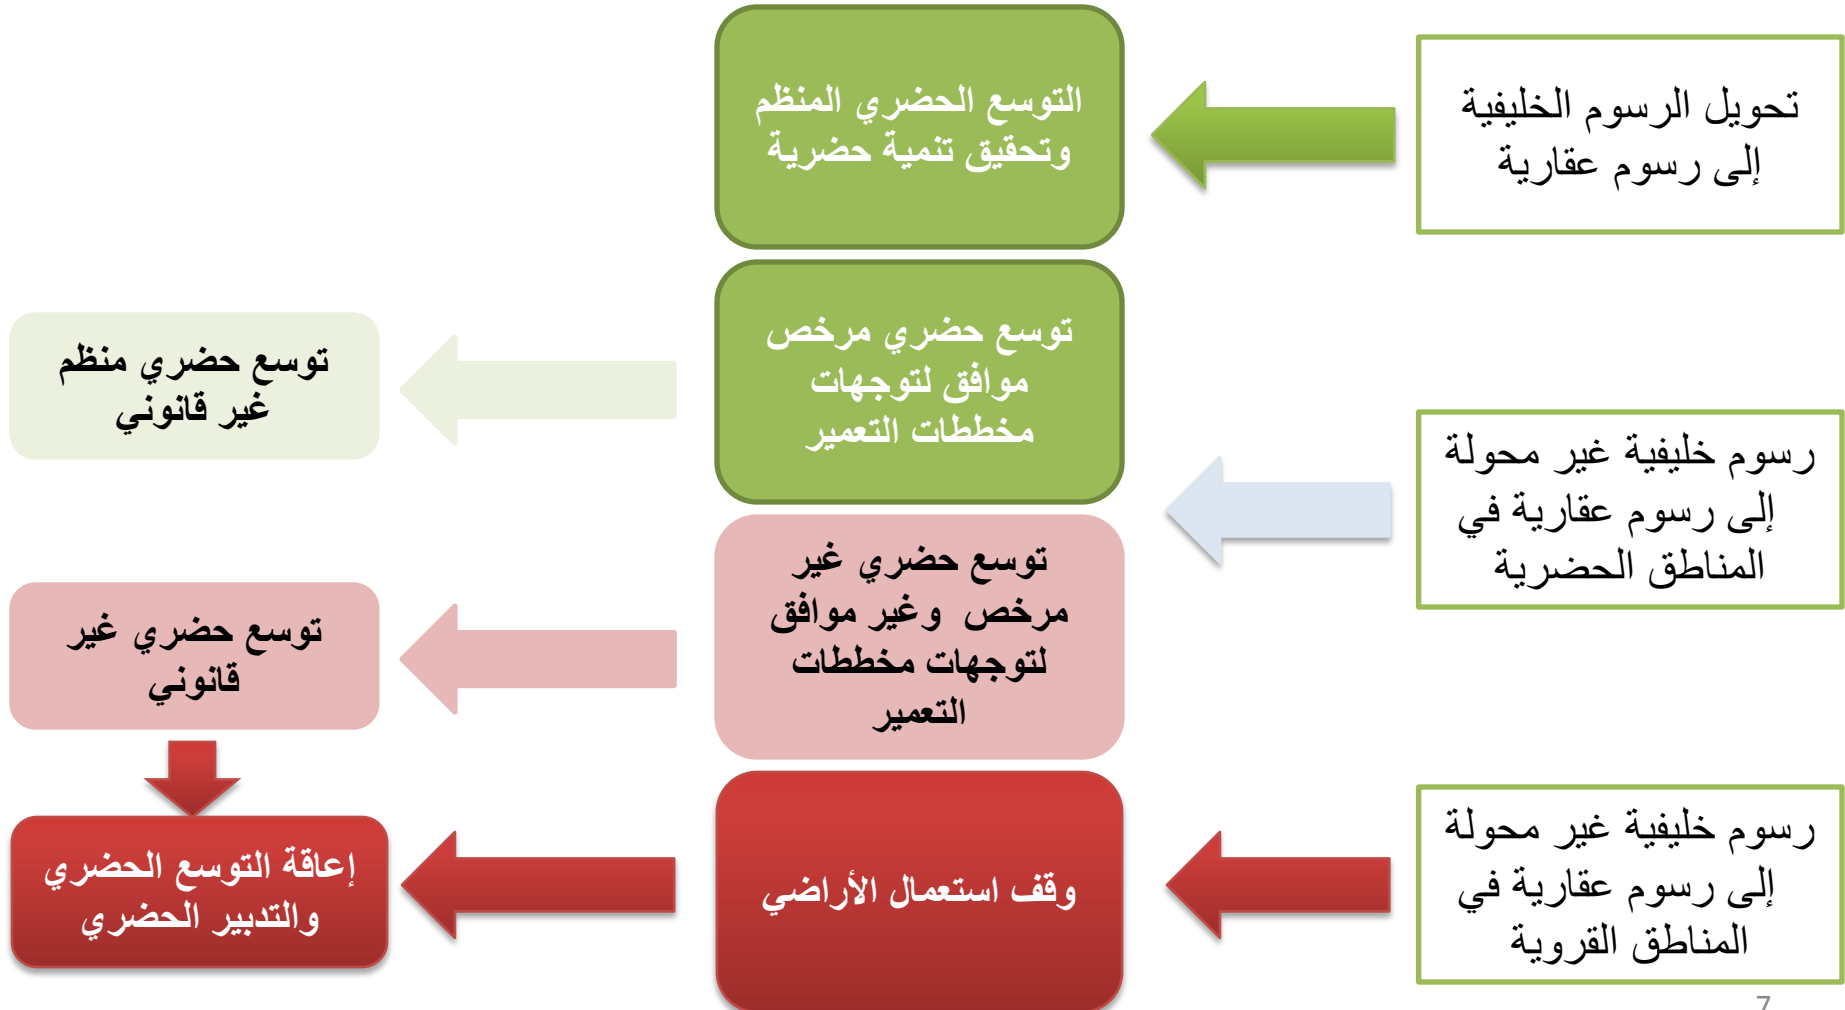 تحويل الرسوم الخليفية
إلى رسوم عقارية
التوسع الحضري المنظم
وتحقيق تنمية حضرية
رسوم خليفية غير محولة
إلى رسوم عقارية في
المناطق الحضرية
توسع حضري مرخص
موافق لتوجهات
مخططات التعمير
توسع حضري منظم
غير قانوني
توسع حضري غير
مرخص وغير موافق
لتوجهات مخططات
التعمير
توسع حضري غير
قانوني
رسوم خليفية غير محولة
إلى رسوم عقارية في
المناطق القروية
وقف استعمال الأراضي
إعاقة التوسع الحضري
والتدبير الحضري
7